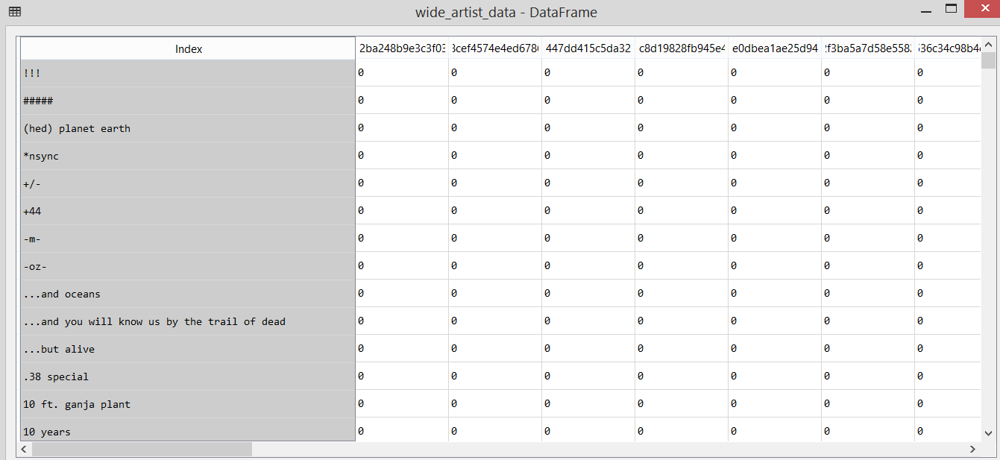 wide_artist_data - DataFrame
Index 2ba248b9e3c3f03 3cef4574e4ed678 447dd415c5da32 c8d19828fb945e4 e0dbea1ae25d94 f3ba5a7d58e558 36c34c98b4
!!! 0 0 0 0 0 0 0
##### 0 0 0 0 0 0 0
(hed) planet earth 0 0 0 0 0 0 0
*nsync 0 0 0 0 0 0 0
+/- 0 0 0 0 0 0 0
+44 0 0 0 0 0 0 0
-m- 0 0 0 0 0 0 0
-oz- 0 0 0 0 0 0 0
...and oceans 0 0 0 0 0 0 0
...and you will know us by the trail of dead 0 0 0 0 0 0 0
...but alive 0 0 0 0 0 0 0
.38 special 0 0 0 0 0 0 0
10 ft. ganja plant 0 0 0 0 0 0 0
10 years 0 0 0 0 0 0 0